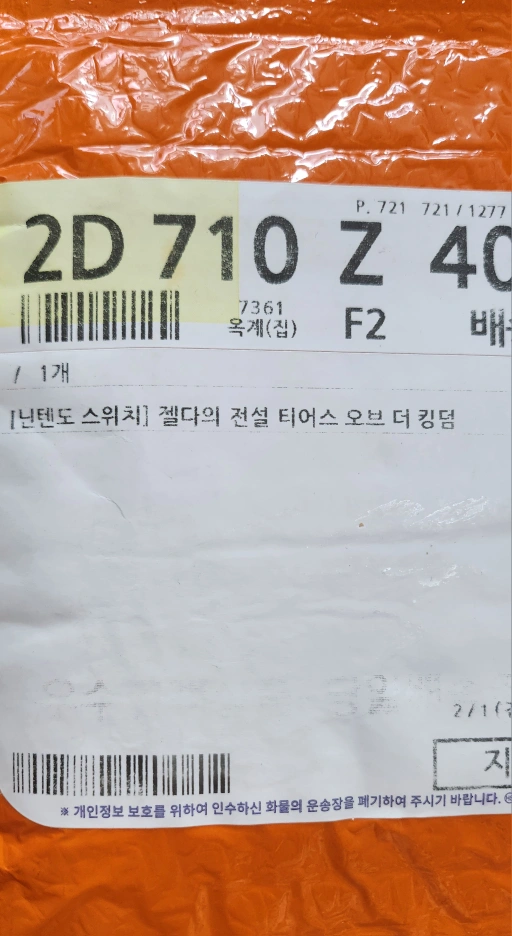 P. 721 721 / 1277
2D 710 Z 40
7361
옥계(집) F2
/ 1개
[닌텐도 스위치] 젤다의 전설 티어스 오브 더 킹덤
2/1
지
※ 개인정보 보호를 위하여 인수하신 화물의 운송장을 폐기하여 주시기 바랍니다.